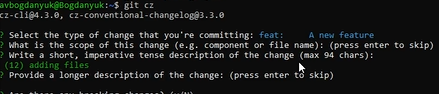 avbogdanyuk@Bogdanyuk:~$ git cz
cz-cli@4.3.0, cz-conventional-changelog@3.3.0

? Select the type of change that you're committing: feat:     A new feature
? What is the scope of this change (e.g. component or file name): (press enter to skip)
? Write a short, imperative tense description of the change (max 94 chars):
(12) adding files
? Provide a longer description of the change: (press enter to skip)